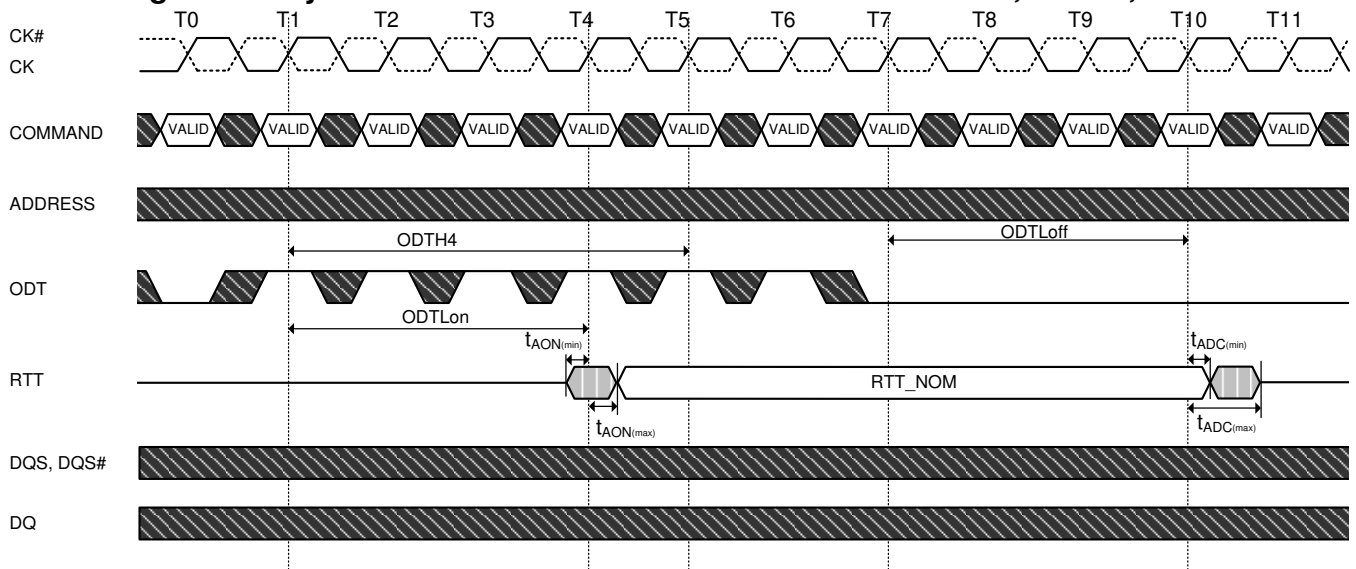 T0 T1 T2 T3 T4 T5 T6 T7 T8 T9 T10 T11
CK#
CK
COMMAND VALID VALID VALID VALID VALID VALID VALID VALID VALID VALID VALID VALID
ADDRESS
ODTH4 ODTLoff
ODT
ODTLon
tAON(min) tADC(min)
RTT RTT_NOM
tAON(max) tADC(max)
DQS, DQS#
DQ